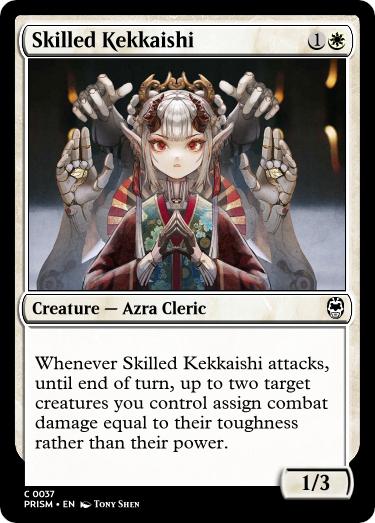 Skilled Kekkaishi 1
Creature — Azra Cleric
Whenever Skilled Kekkaishi attacks,
until end of turn, up to two target
creatures you control assign combat
damage equal to their toughness
rather than their power.
1/3
C 0037
PRISM • EN Tony Shen